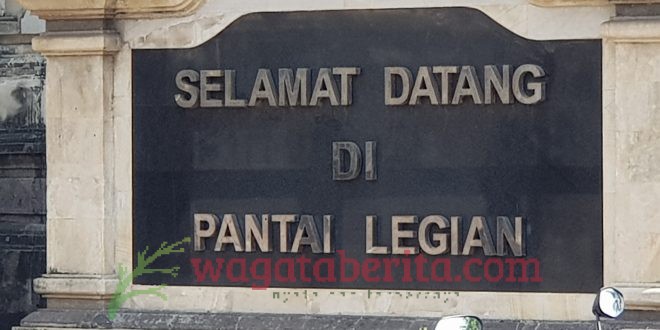 SELAMAT DATANG
DI
PANTAI LEGIAN
wagataberita.com